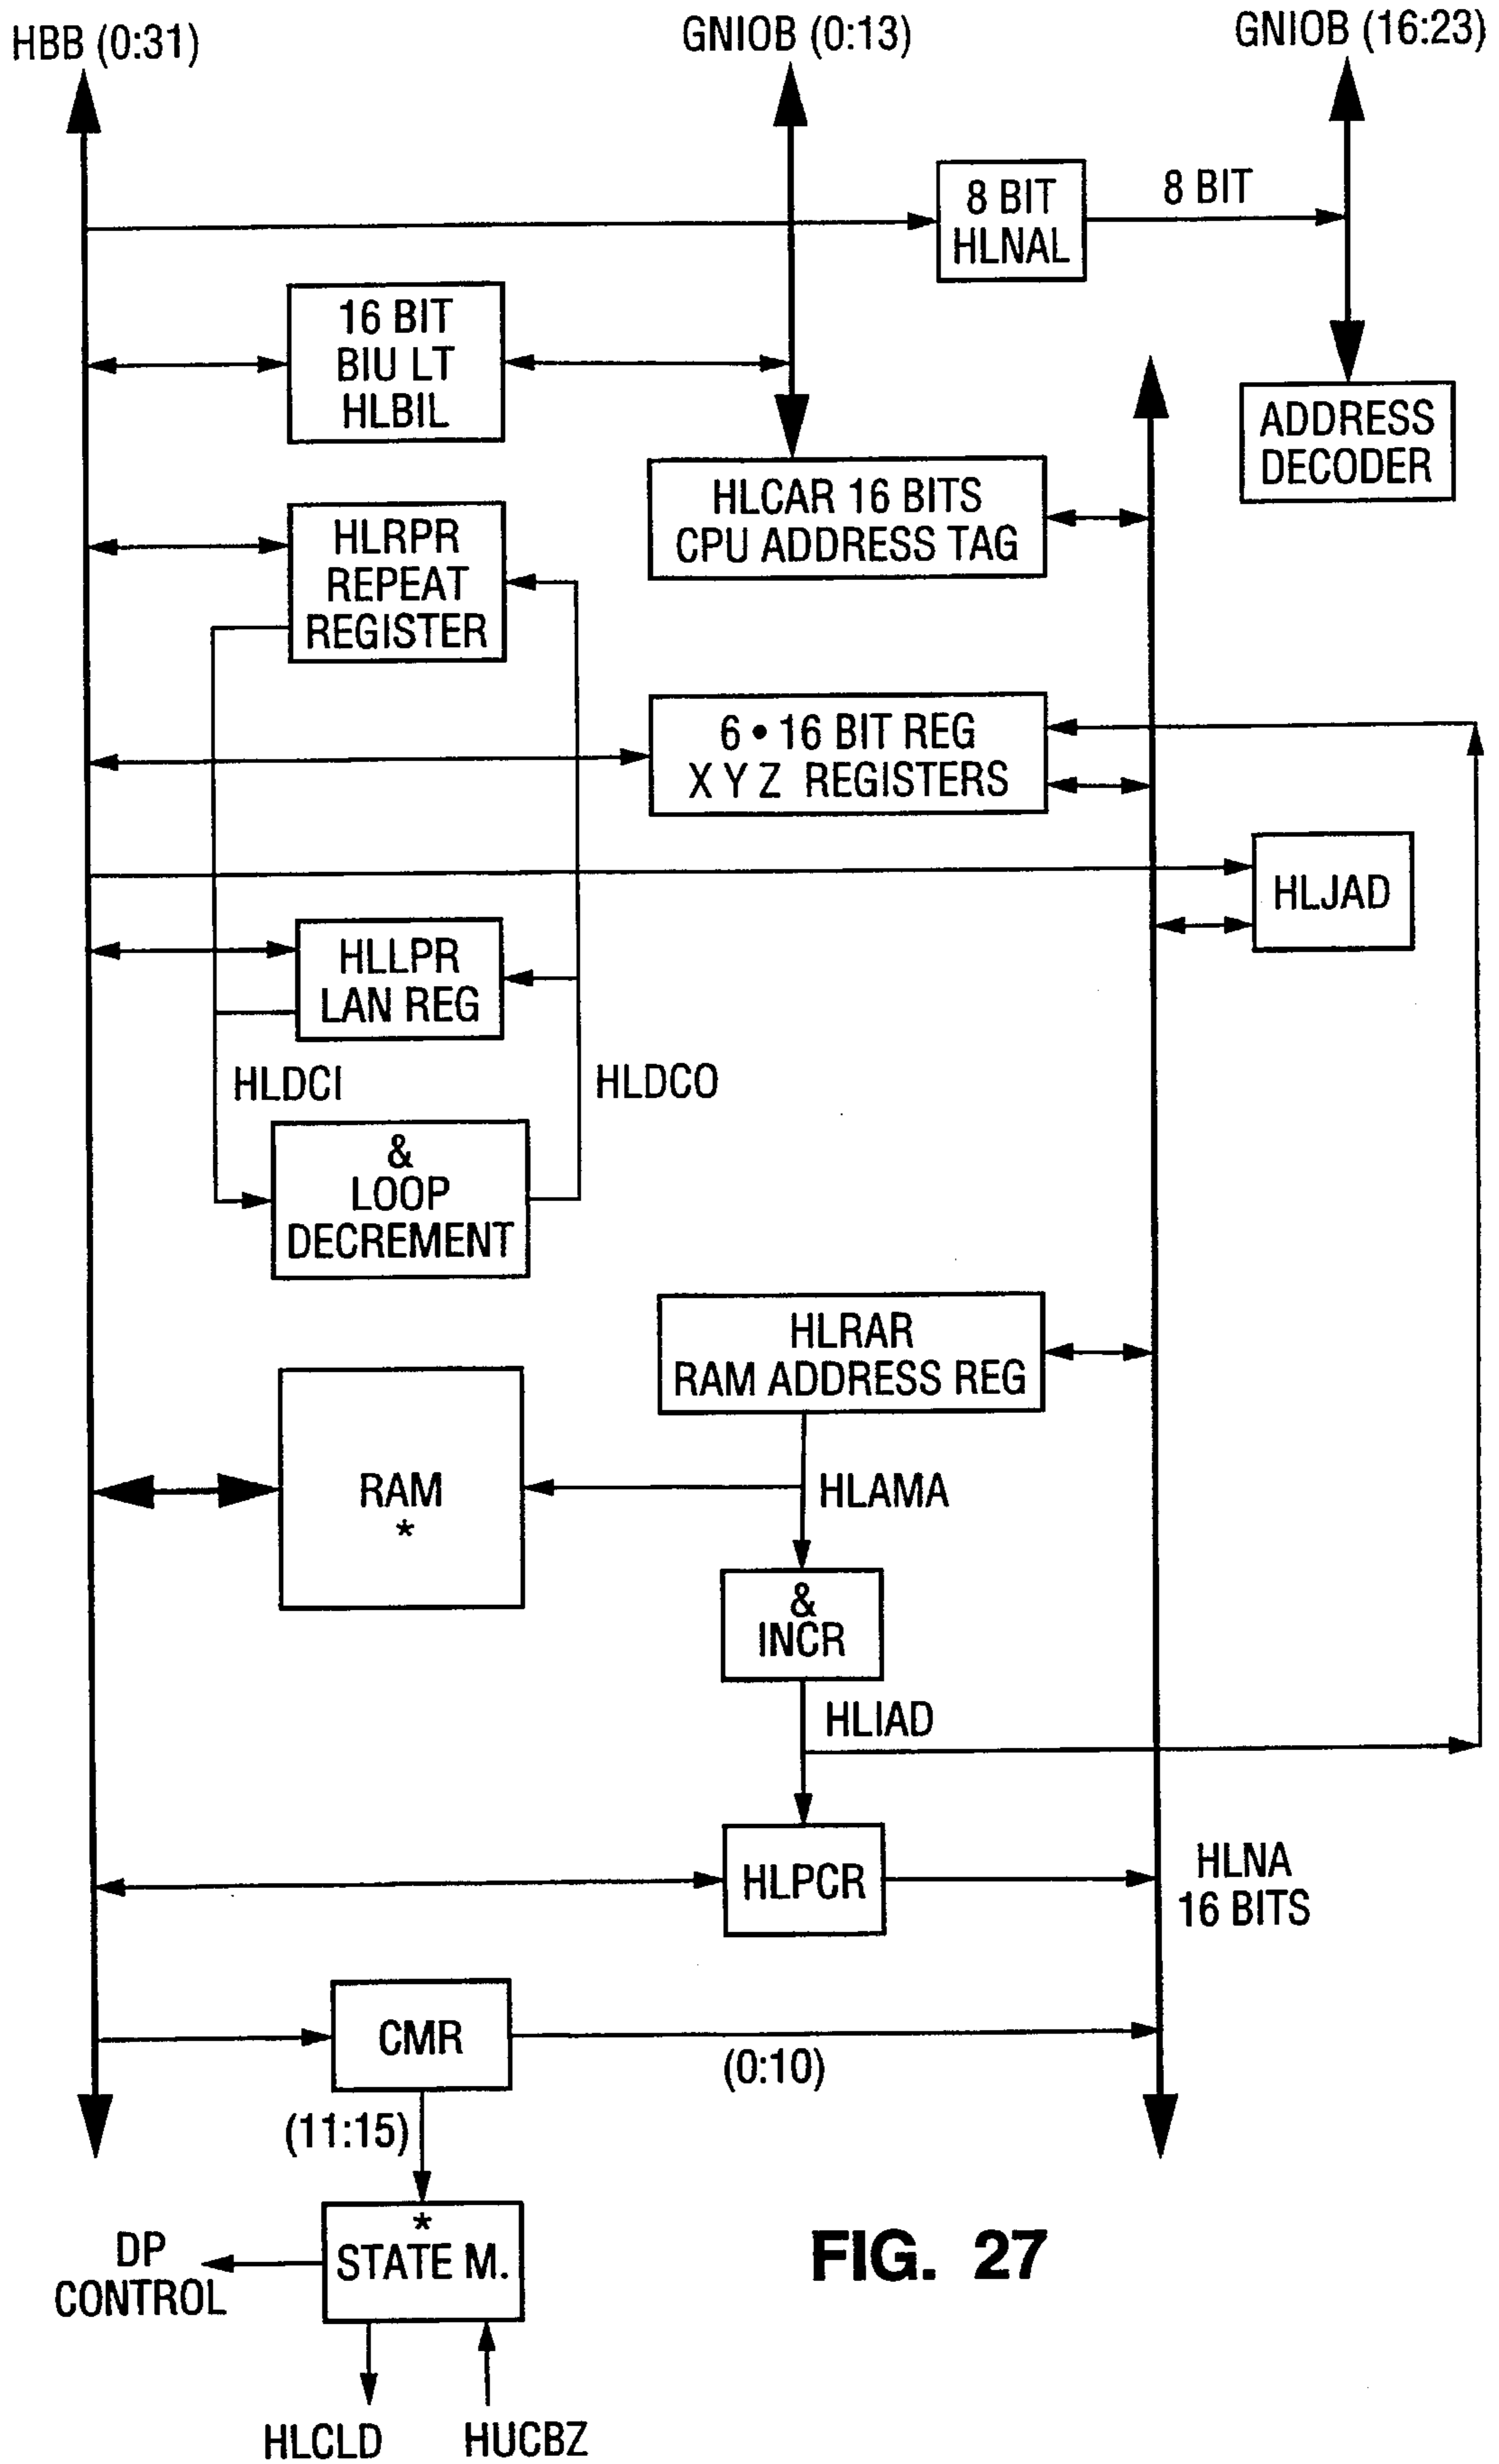 HBB (0:31)
GNIOB (0:13)
GNIOB (16:23)
8 BIT
HLNAL
8 BIT
16 BIT
BIU LT
HLBIL
ADDRESS
DECODER
HLCAR 16 BITS
CPU ADDRESS TAG
HLRPR
REPEAT
REGISTER
6 • 16 BIT REG
X Y Z REGISTERS
HLJAD
HLLPR
LAN REG
HLDCI
HLDCO
&
LOOP
DECREMENT
HLRAR
RAM ADDRESS REG
RAM
*
HLAMA
&
INCR
HLIAD
HLPCR
HLNA
16 BITS
CMR
(0:10)
(11:15)
*
STATE M.
DP
CONTROL
HLCLD
HUCBZ
FIG. 27